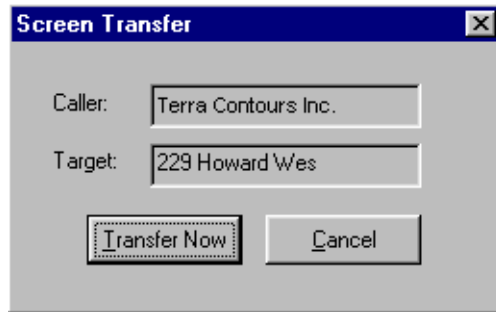 Screen Transfer
Caller: Terra Contours Inc.
Target: 229 Howard Wes
Transfer Now Cancel